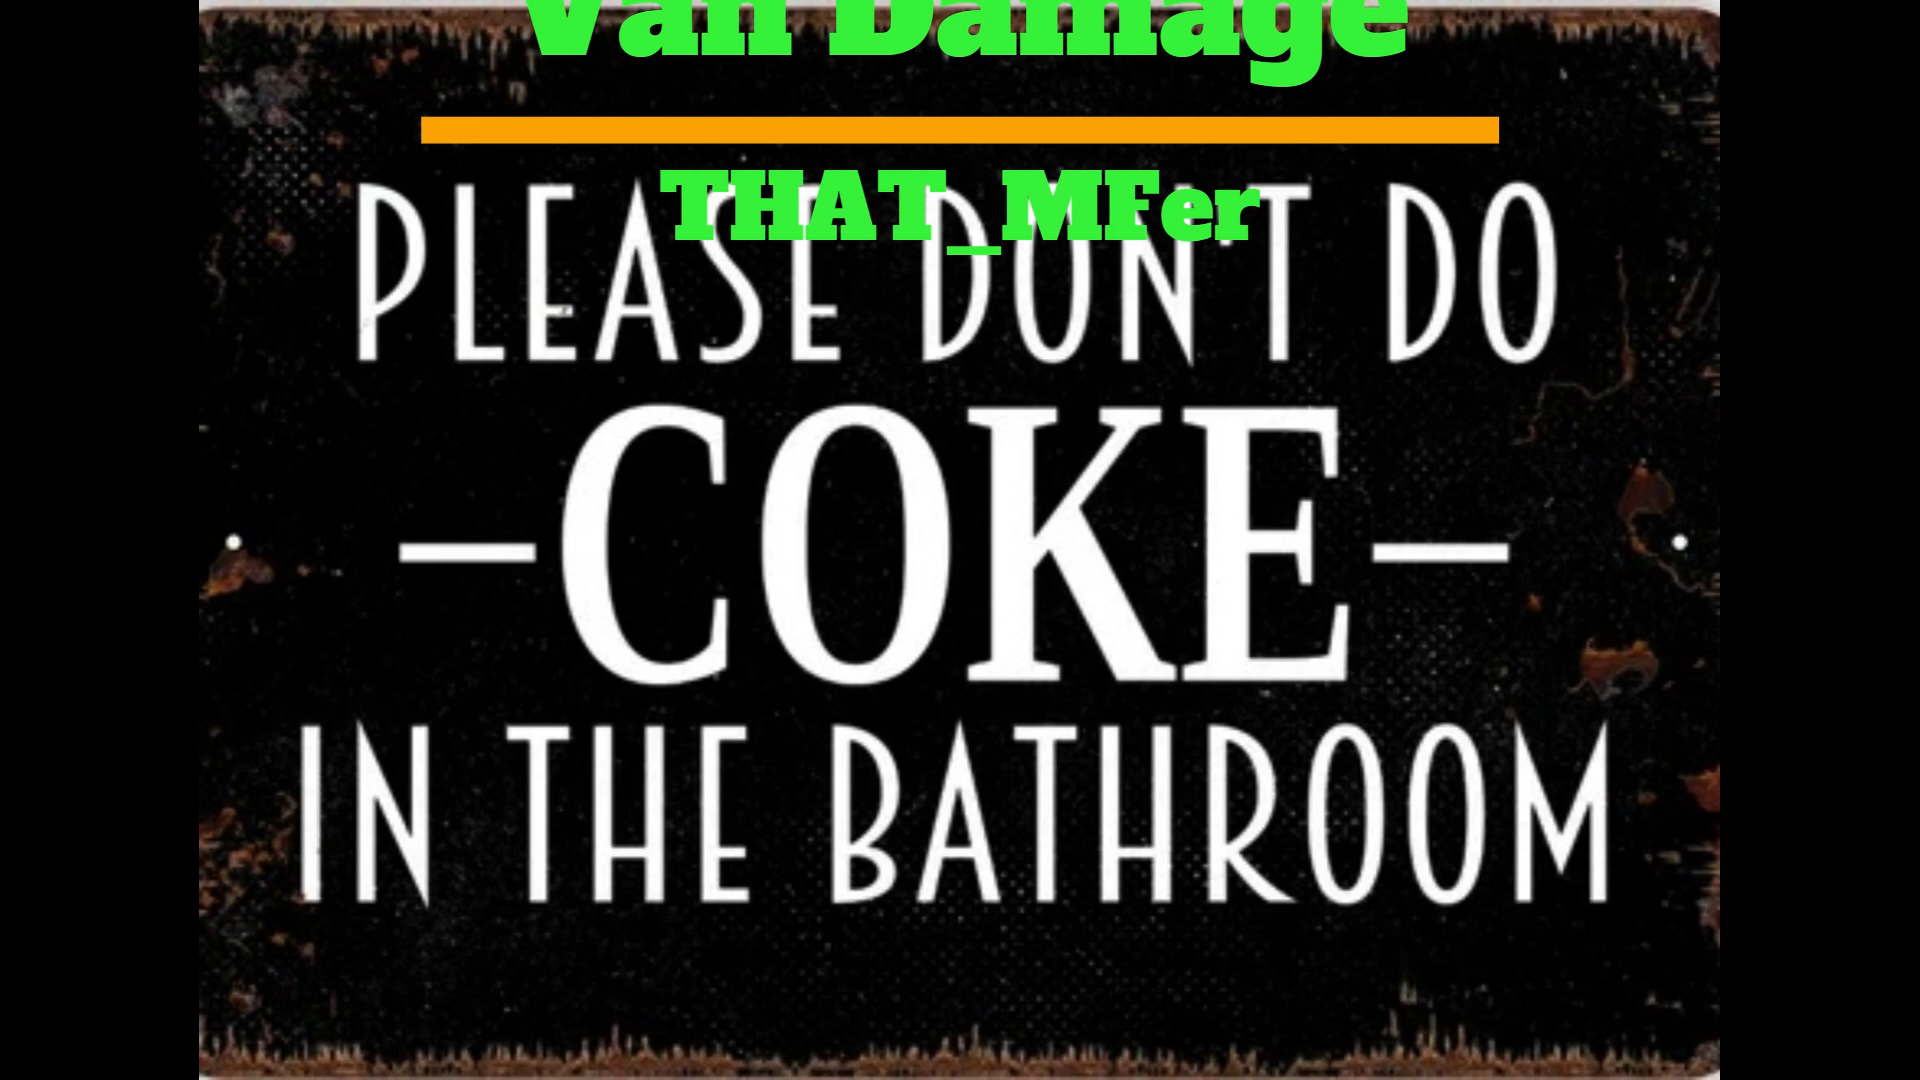 Van Damage
THAT_MFer
PLEASE DON'T DO
–COKE–
IN THE BATHROOM